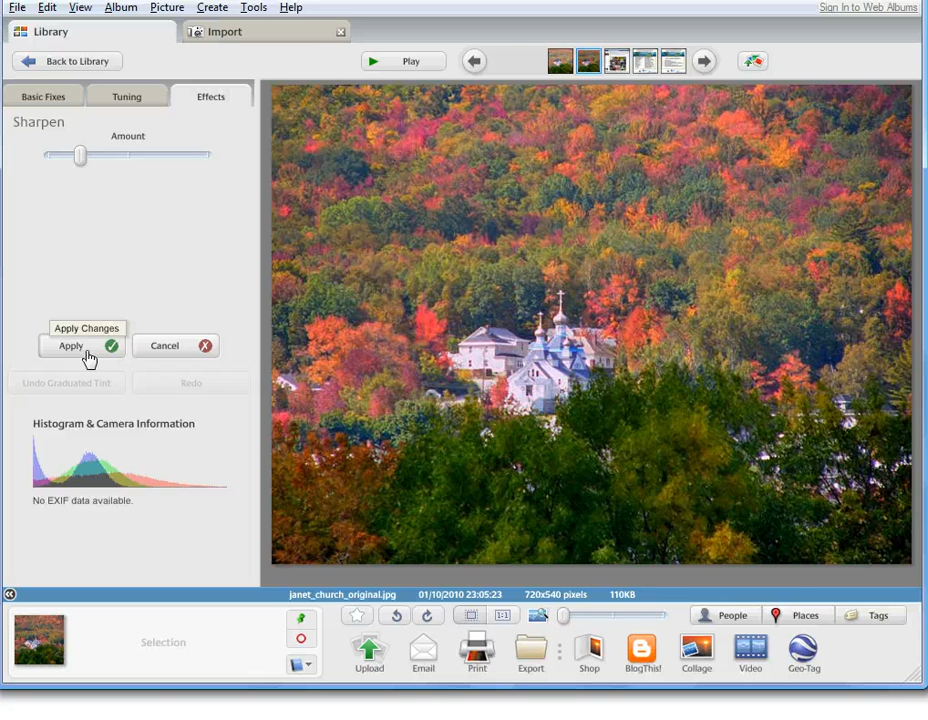 File Edit View Album Picture Create Tools Help Sign In to Web Albums
Library Import
Back to Library Play
Basic Fixes Tuning Effects
Sharpen
Amount
Apply Changes
Apply Cancel
Undo Graduated Tint Redo
Histogram & Camera Information
No EXIF data available.
janet_church_original.jpg 01/10/2010 23:05:23 720x540 pixels 110KB
1:1 People Places Tags
Selection
Upload Email Print Export Shop BlogThis! Collage Video Geo-Tag